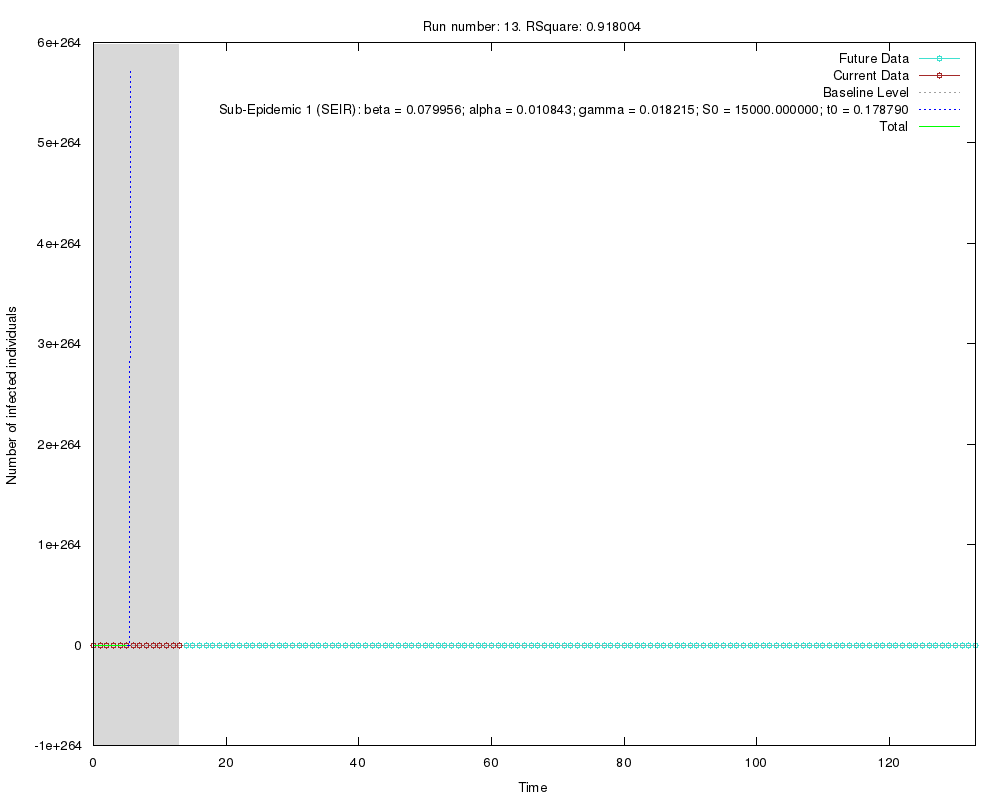 Run number: 13. RSquare: 0.918004
6e+264
Future Data
Current Data
Baseline Level
Sub-Epidemic 1 (SEIR): beta = 0.079956; alpha = 0.010843; gamma = 0.018215; S0 = 15000.000000; t0 = 0.178790
Total
5e+264
4e+264
3e+264
2e+264
1e+264
0
-1e+264
Number of infected individuals
0 20 40 60 80 100 120
Time